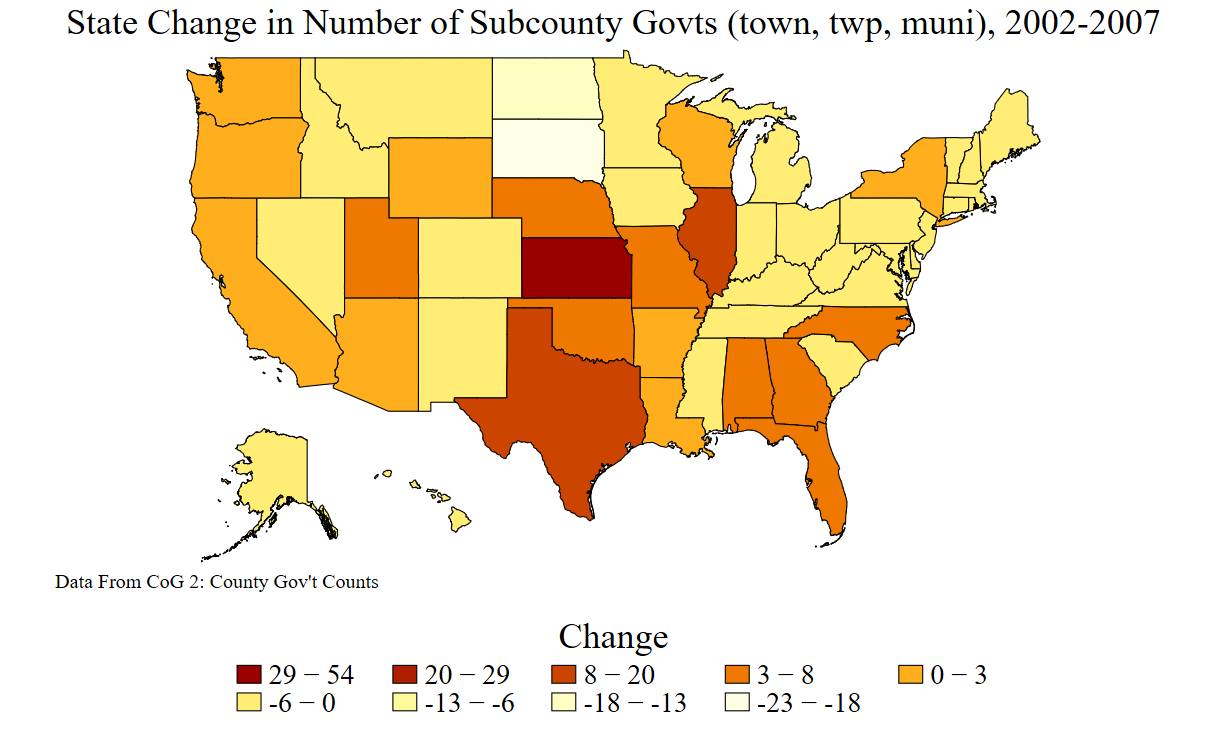 State Change in Number of Subcounty Govts (town, twp, muni), 2002-2007
Data From CoG 2: County Gov't Counts
Change
29 − 54 20 − 29 8 − 20 3 − 8 0 − 3
-6 − 0 -13 − -6 -18 − -13 -23 − -18